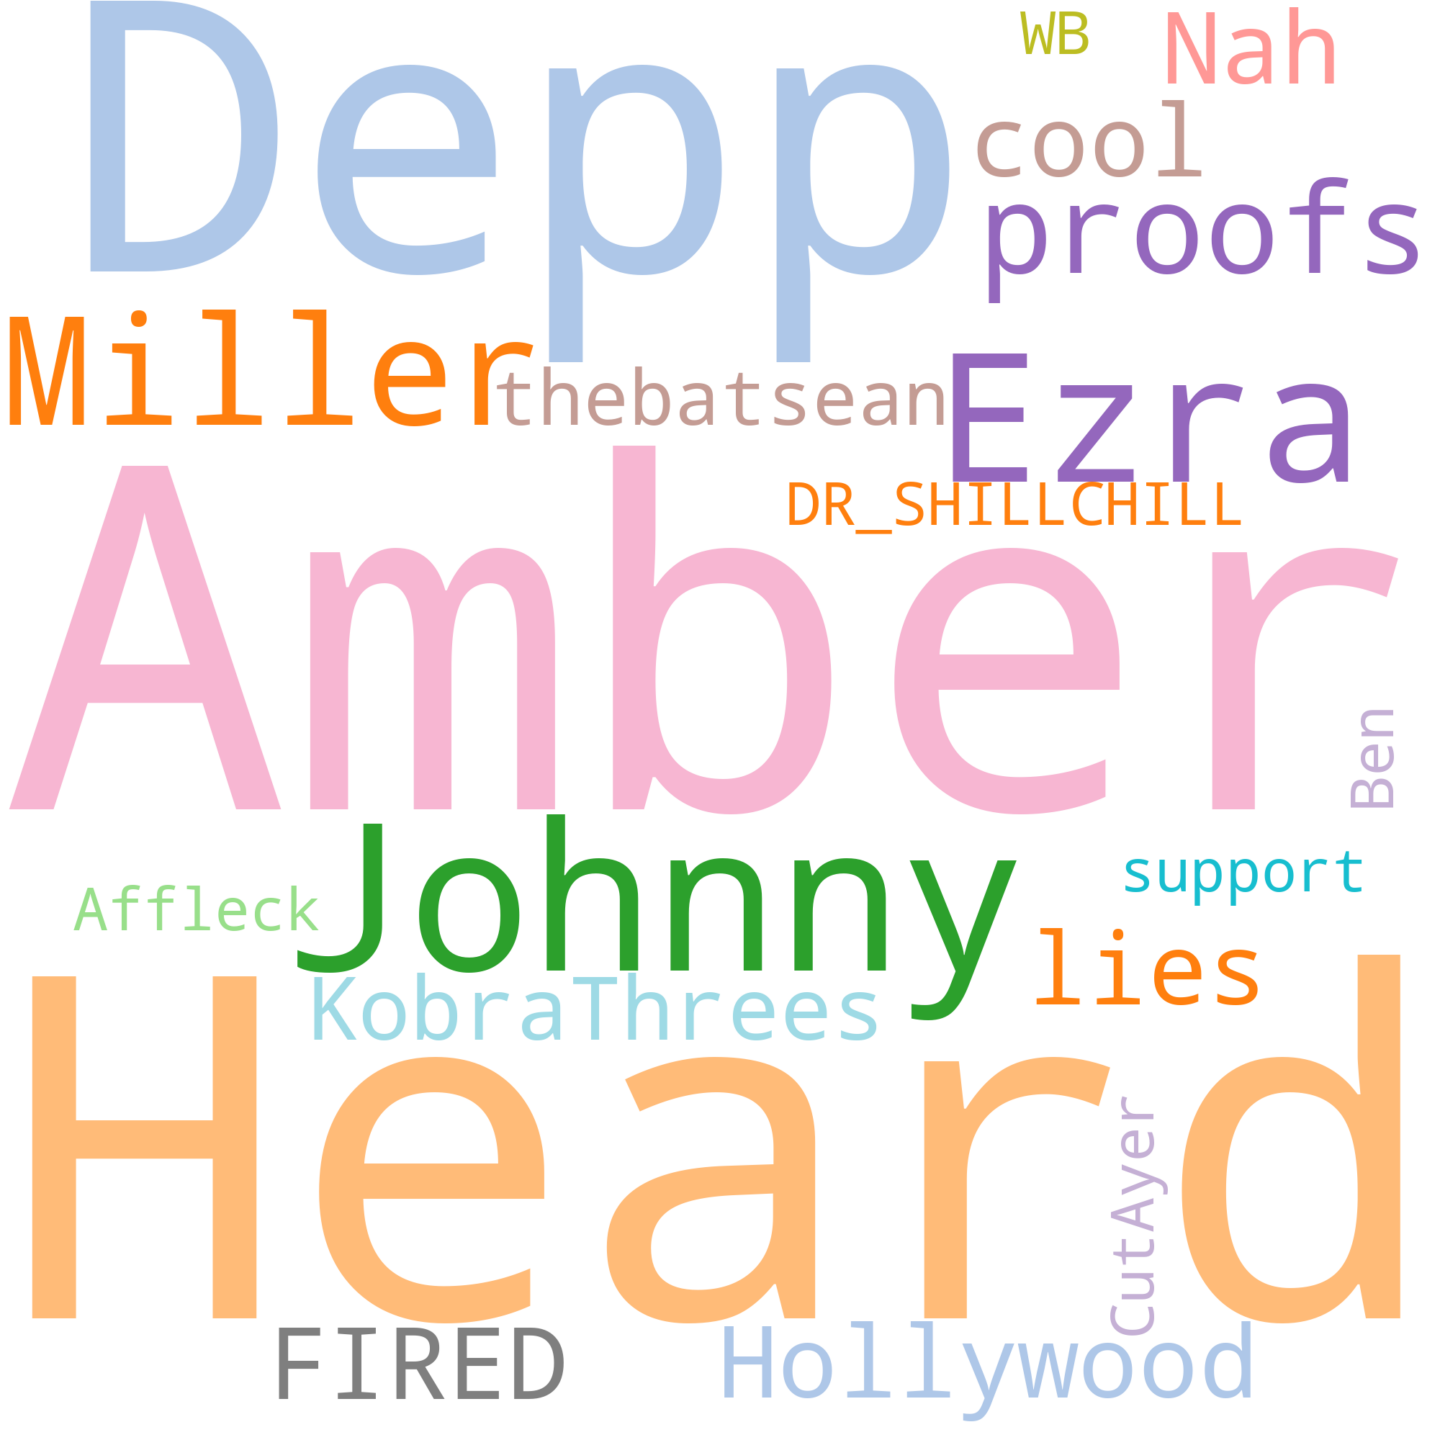 WB
Nah
Depp
cool
proofs
Miller
thebatsean
Ezra
DR_SHILLCHILL
Amber
Ben
Johnny
support
Affleck
lies
KobraThrees
Heard
CutAyer
FIRED
Hollywood